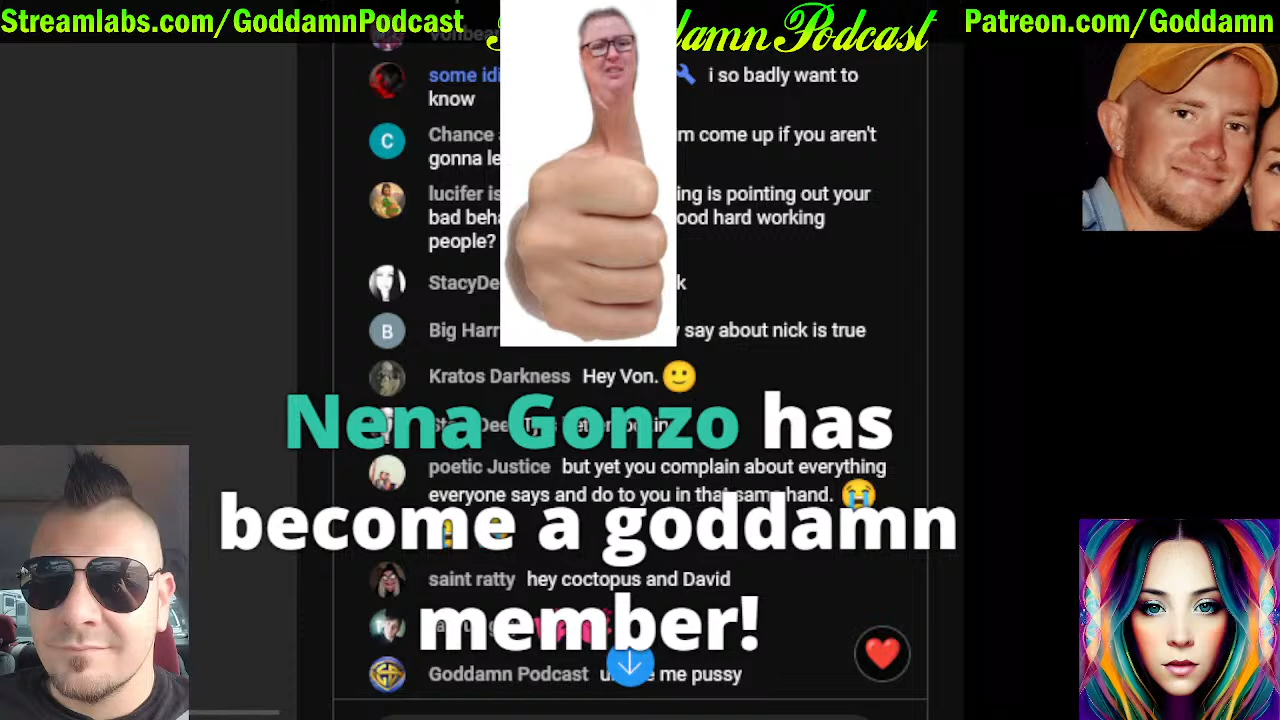 Streamlabs.com/GoddamnPodcast
damnPodcast
Patreon.com/Goddamn
some idi i so badly want to
know
Chance m come up if you aren't
gonna le
lucifer is ing is pointing out your
bad beha ood hard working
people?
StacyDe k
Big Harr say about nick is true
Kratos Darkness Hey Von. 🙂
Nena Gonzo has
become a goddamn
member!
poetic Justice but yet you complain about everything
everyone says and do to you in that same hand. 😭
saint ratty hey coctopus and David
Goddamn Podcast me pussy
C
B